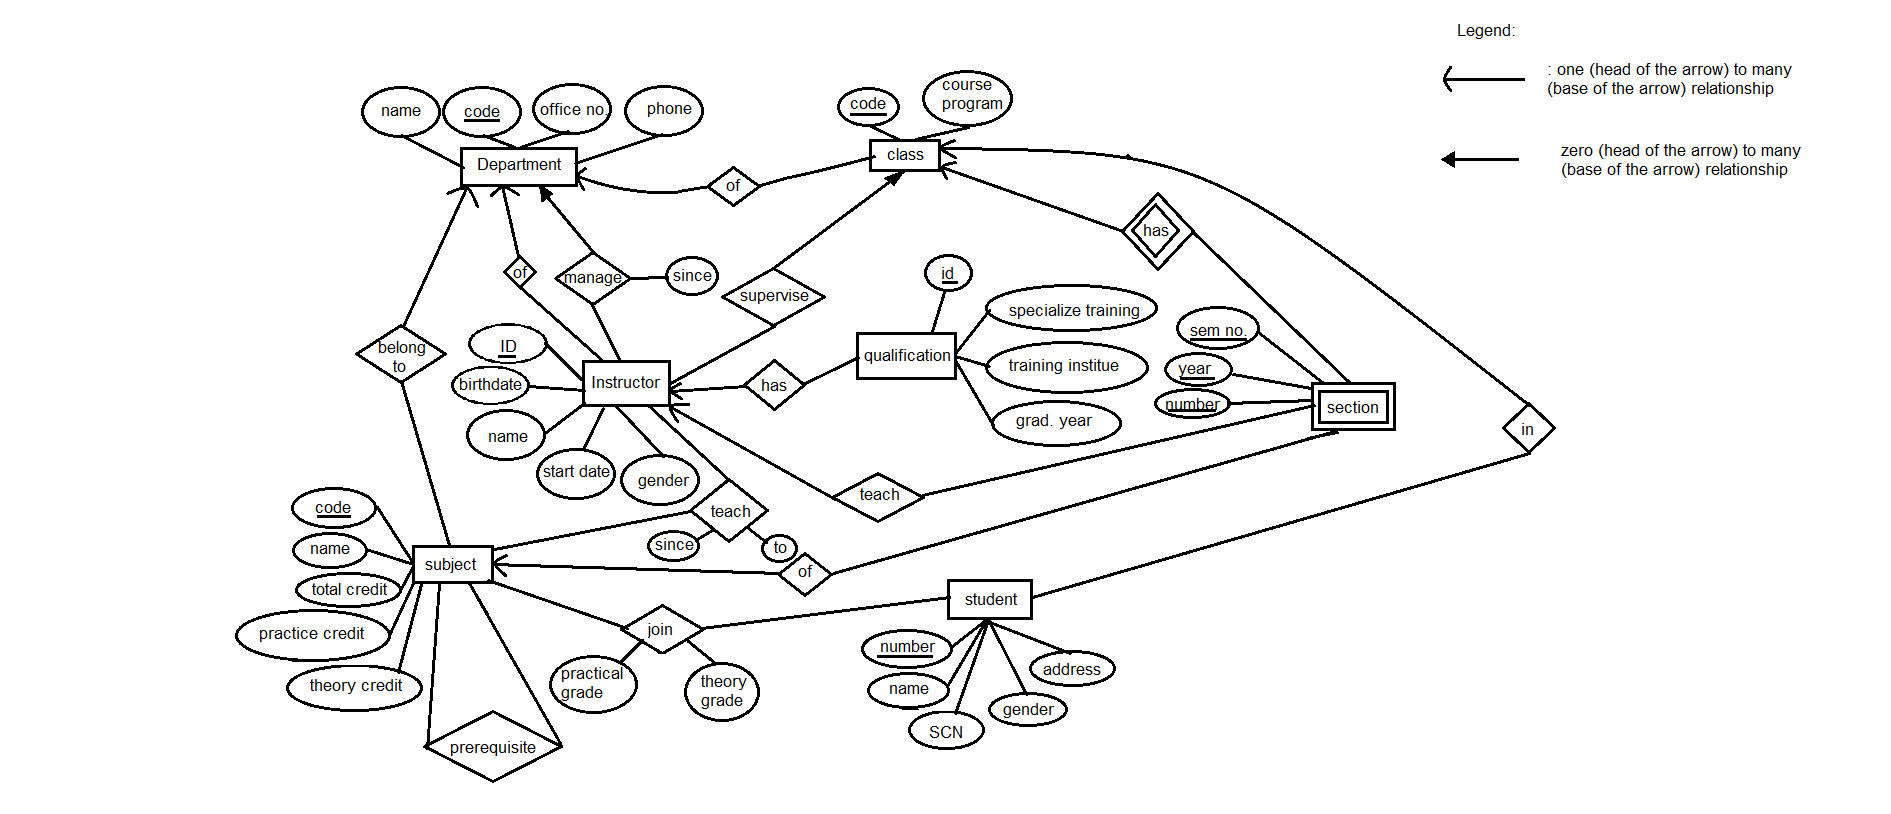 Legend:
: one (head of the arrow) to many
(base of the arrow) relationship
zero (head of the arrow) to many
(base of the arrow) relationship
name
code
office no.
phone
Department
code
course
program
class
of
has
of
manage
since
supervise
id
specialize training
qualification
training institue
grad. year
sem no.
year
number
section
in
belong
to
ID
birthdate
name
Instructor
has
start date
gender
teach
since
to
teach
of
code
name
total credit
practice credit
theory credit
subject
join
practical
grade
theory
grade
prerequisite
student
number
name
SCN
gender
address